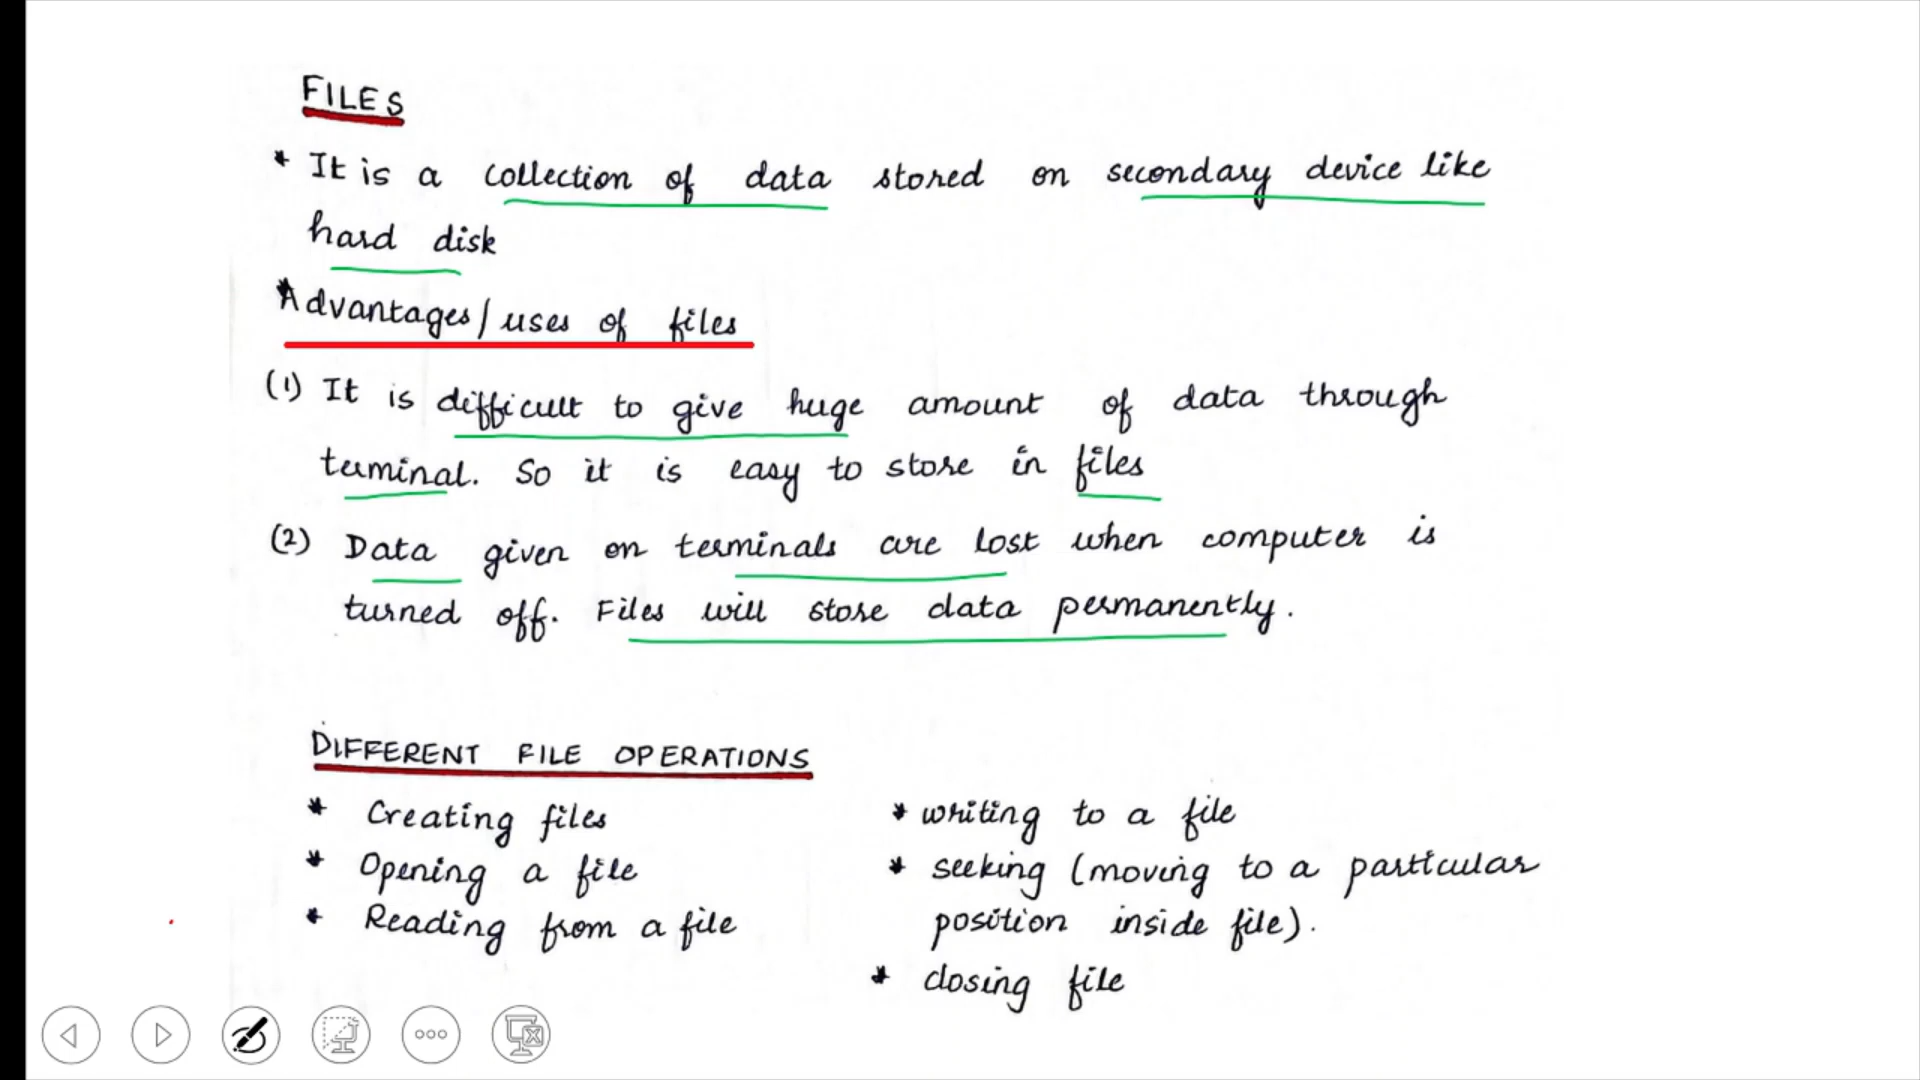 FILES
* It is a collection of data stored on secondary device like
hard disk
* Advantages/uses of files
(1) It is difficult to give huge amount of data through
terminal. So it is easy to store in files
(2) Data given on terminals are lost when computer is
turned off. Files will store data permanently.
DIFFERENT FILE OPERATIONS
* Creating files
* Opening a file
* Reading from a file
* writing to a file
* seeking (moving to a particular
position inside file).
* closing file